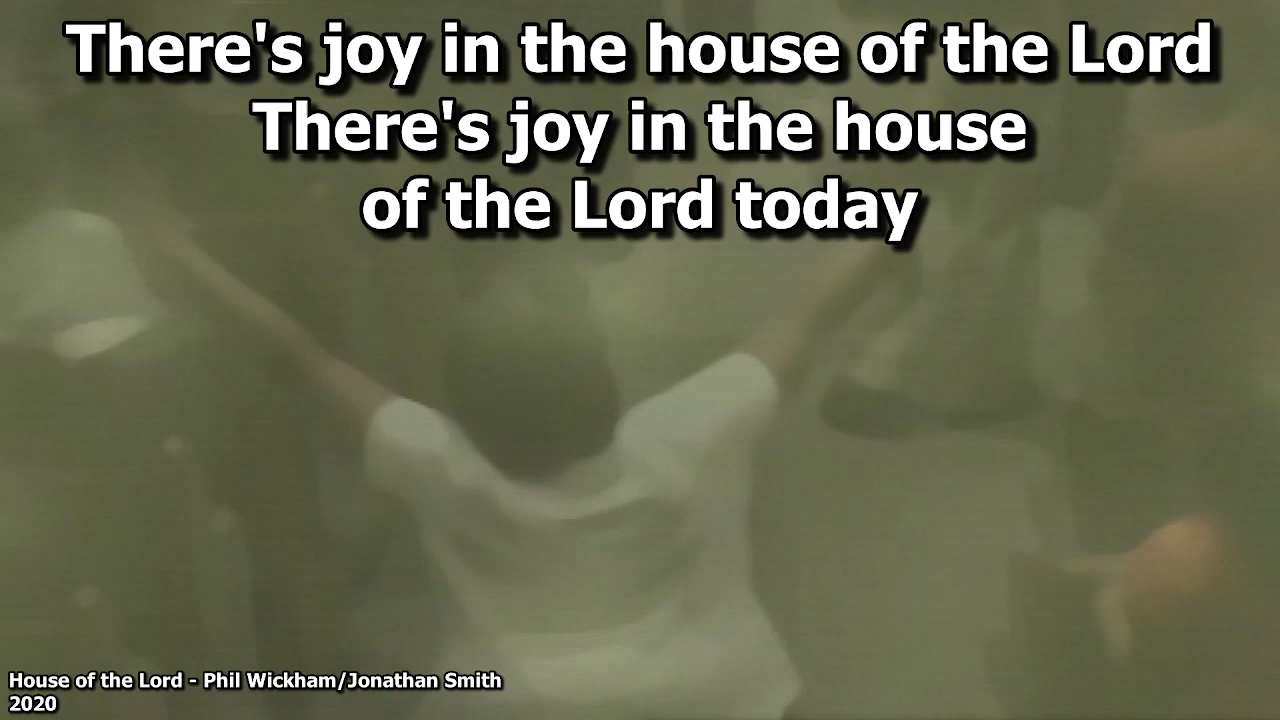 There's joy in the house of the Lord
There's joy in the house
of the Lord today
House of the Lord - Phil Wickham/Jonathan Smith
2020